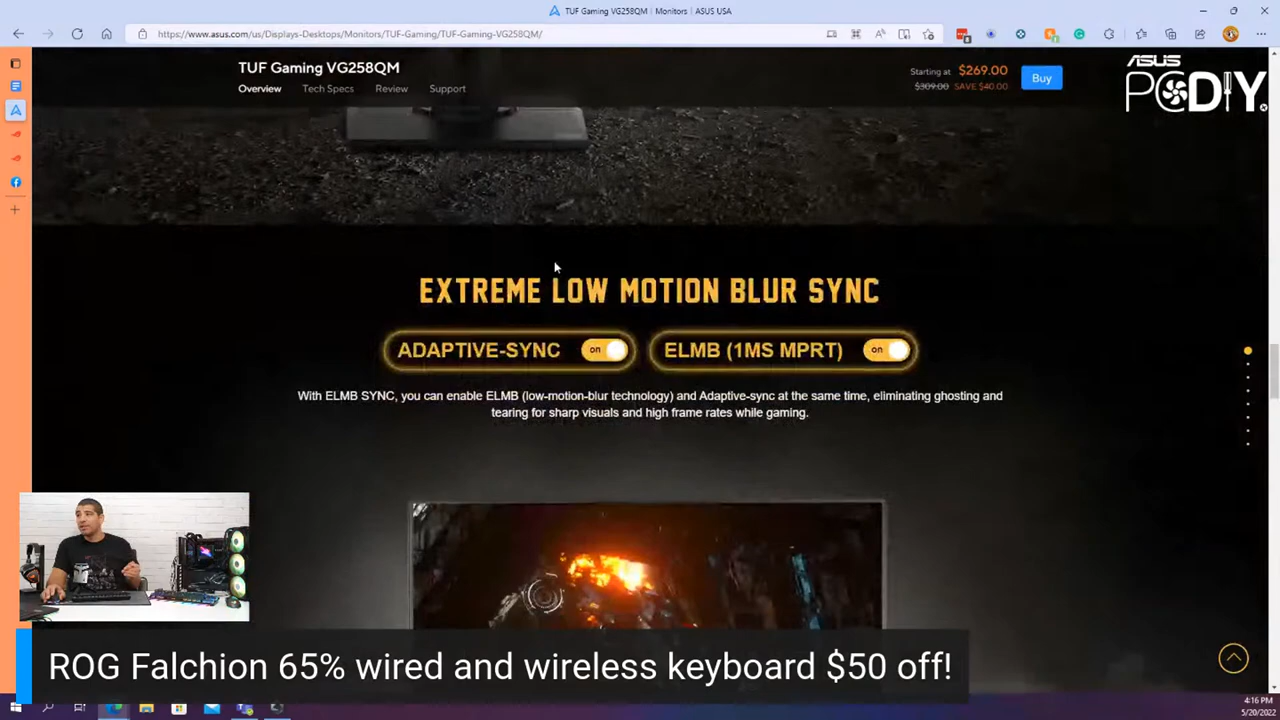 TUF Gaming VG258QM | Monitors | ASUS USA
https://www.asus.com/us/Displays-Desktops/Monitors/TUF-Gaming/TUF-Gaming-VG258QM/
TUF Gaming VG258QM
Overview Tech Specs Review Support
Starting at $269.00
$309.00 SAVE $40.00
Buy
ASUS
PCDIY
EXTREME LOW MOTION BLUR SYNC
ADAPTIVE-SYNC ON ELMB (1MS MPRT) ON
With ELMB SYNC, you can enable ELMB (low-motion-blur technology) and Adaptive-sync at the same time, eliminating ghosting and
tearing for sharp visuals and high frame rates while gaming.
ROG Falchion 65% wired and wireless keyboard $50 off!
4:16 PM
5/20/2022